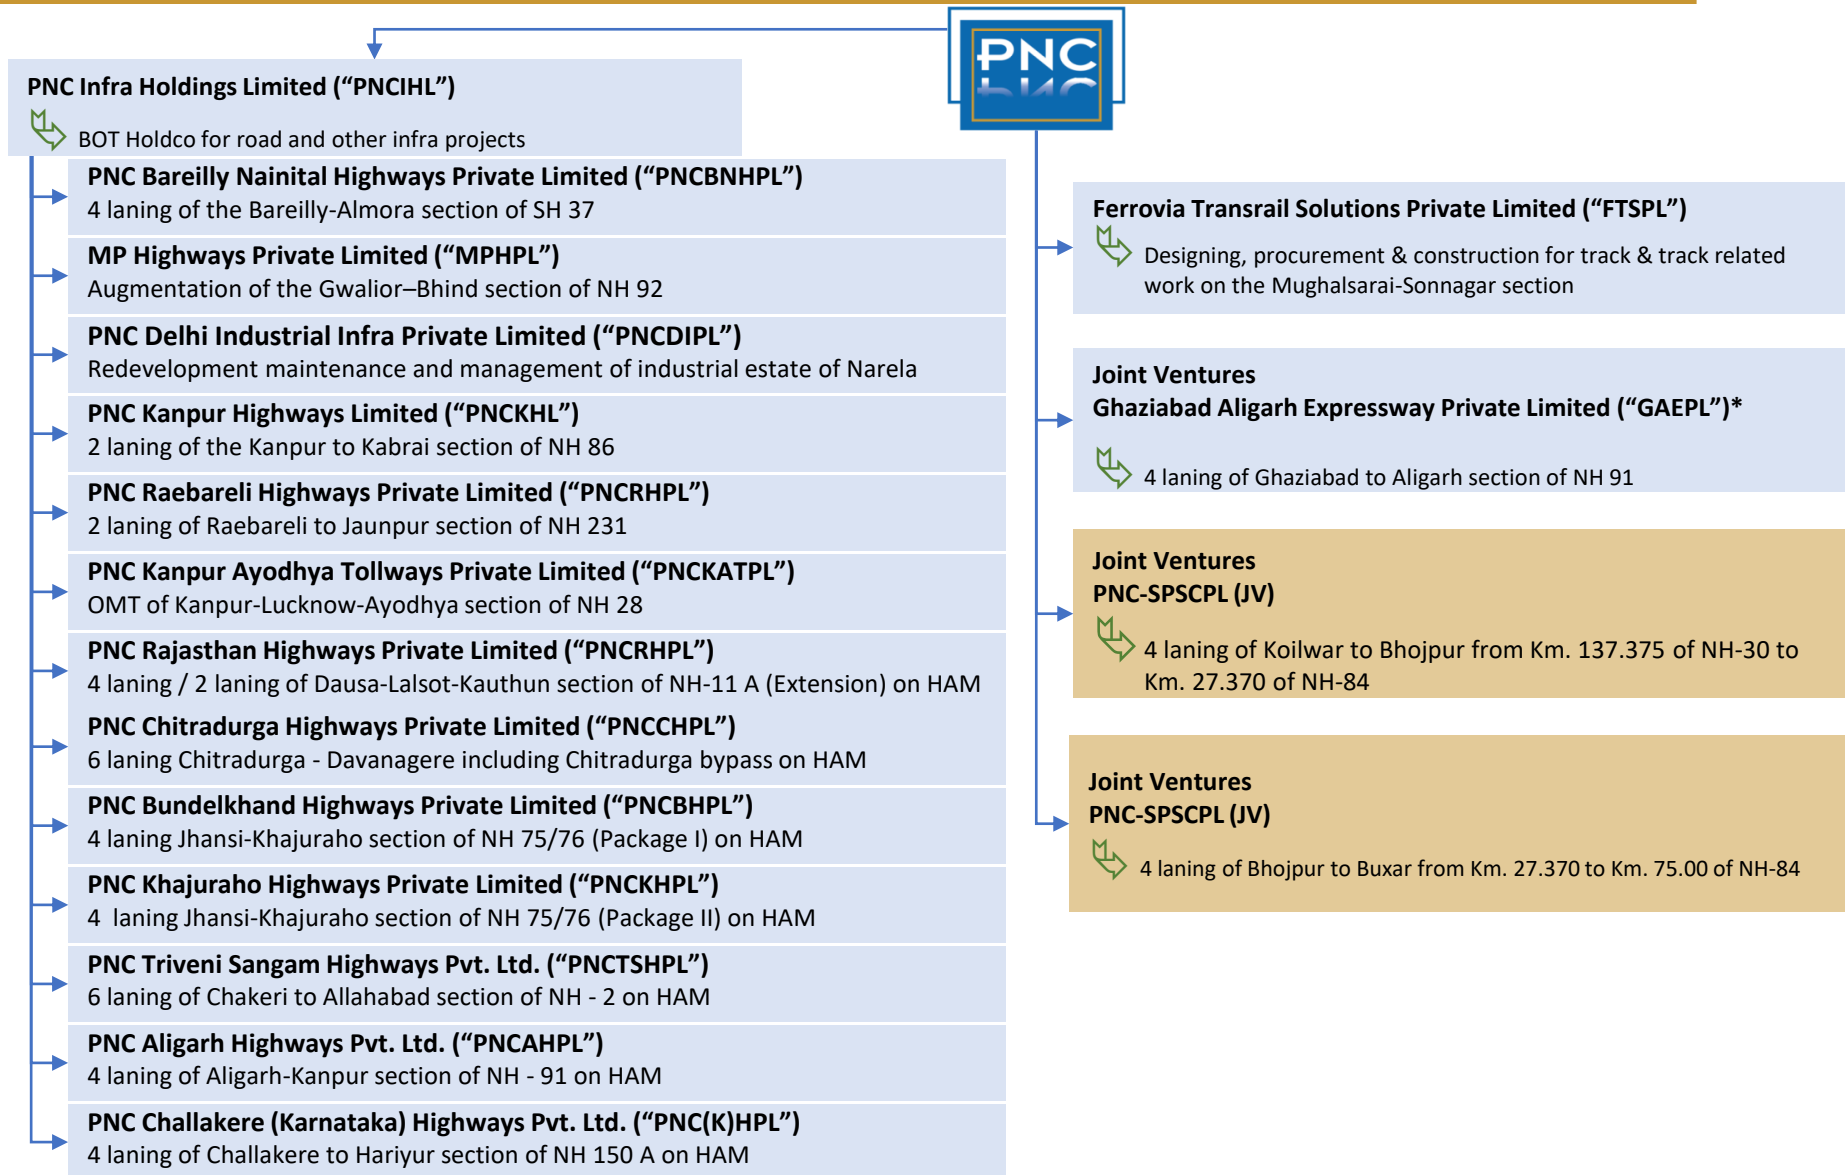 PNC
PNC Infra Holdings Limited (“PNCIHL”)
BOT Holdco for road and other infra projects
PNC Bareilly Nainital Highways Private Limited (“PNCBNHPL”)
4 laning of the Bareilly-Almora section of SH 37
MP Highways Private Limited (“MPHPL”)
Augmentation of the Gwalior–Bhind section of NH 92
PNC Delhi Industrial Infra Private Limited (“PNCDIPL”)
Redevelopment maintenance and management of industrial estate of Narela
PNC Kanpur Highways Limited (“PNCKHL”)
2 laning of the Kanpur to Kabrai section of NH 86
PNC Raebareli Highways Private Limited (“PNCRHPL”)
2 laning of Raebareli to Jaunpur section of NH 231
PNC Kanpur Ayodhya Tollways Private Limited (“PNCKATPL”)
OMT of Kanpur-Lucknow-Ayodhya section of NH 28
PNC Rajasthan Highways Private Limited (“PNCRHPL”)
4 laning / 2 laning of Dausa-Lalsot-Kauthun section of NH-11 A (Extension) on HAM
PNC Chitradurga Highways Private Limited (“PNCCHPL”)
6 laning Chitradurga - Davanagere including Chitradurga bypass on HAM
PNC Bundelkhand Highways Private Limited (“PNCBHPL”)
4 laning Jhansi-Khajuraho section of NH 75/76 (Package I) on HAM
PNC Khajuraho Highways Private Limited (“PNCKHPL”)
4 laning Jhansi-Khajuraho section of NH 75/76 (Package II) on HAM
PNC Triveni Sangam Highways Pvt. Ltd. (“PNCTSHPL”)
6 laning of Chakeri to Allahabad section of NH - 2 on HAM
PNC Aligarh Highways Pvt. Ltd. (“PNCAHPL”)
4 laning of Aligarh-Kanpur section of NH - 91 on HAM
PNC Challakere (Karnataka) Highways Pvt. Ltd. (“PNC(K)HPL”)
4 laning of Challakere to Hariyur section of NH 150 A on HAM
Ferrovia Transrail Solutions Private Limited (“FTSPL”)
Designing, procurement & construction for track & track related
work on the Mughalsarai-Sonnagar section
Joint Ventures
Ghaziabad Aligarh Expressway Private Limited (“GAEPL”)*
4 laning of Ghaziabad to Aligarh section of NH 91
Joint Ventures
PNC-SPSCPL (JV)
4 laning of Koilwar to Bhojpur from Km. 137.375 of NH-30 to
Km. 27.370 of NH-84
Joint Ventures
PNC-SPSCPL (JV)
4 laning of Bhojpur to Buxar from Km. 27.370 to Km. 75.00 of NH-84